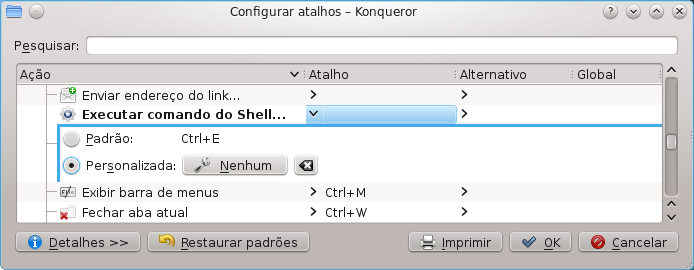 Configurar atalhos – Konqueror
Pesquisar:
Ação Atalho Alternativo Global
Enviar endereço do link...
Executar comando do Shell...
Padrão: Ctrl+E
Personalizada: Nenhum
Exibir barra de menus Ctrl+M
Fechar aba atual Ctrl+W
Detalhes >> Restaurar padrões Imprimir OK Cancelar